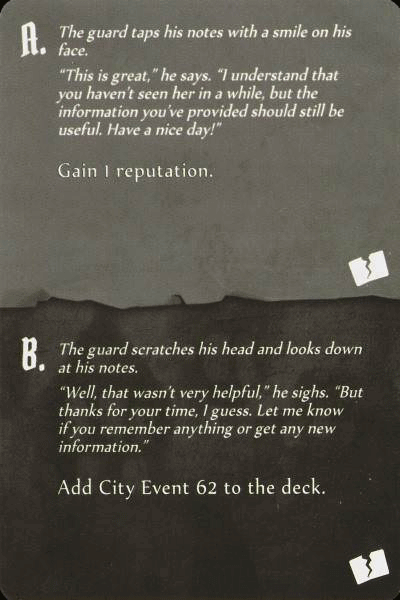 A. The guard taps his notes with a smile on his
face.
“This is great,” he says. “I understand that
you haven’t seen her in a while, but the
information you’ve provided should still be
useful. Have a nice day!”
Gain 1 reputation.
B. The guard scratches his head and looks down
at his notes.
“Well, that wasn’t very helpful,” he sighs. “But
thanks for your time, I guess. Let me know
if you remember anything or get any new
information.”
Add City Event 62 to the deck.